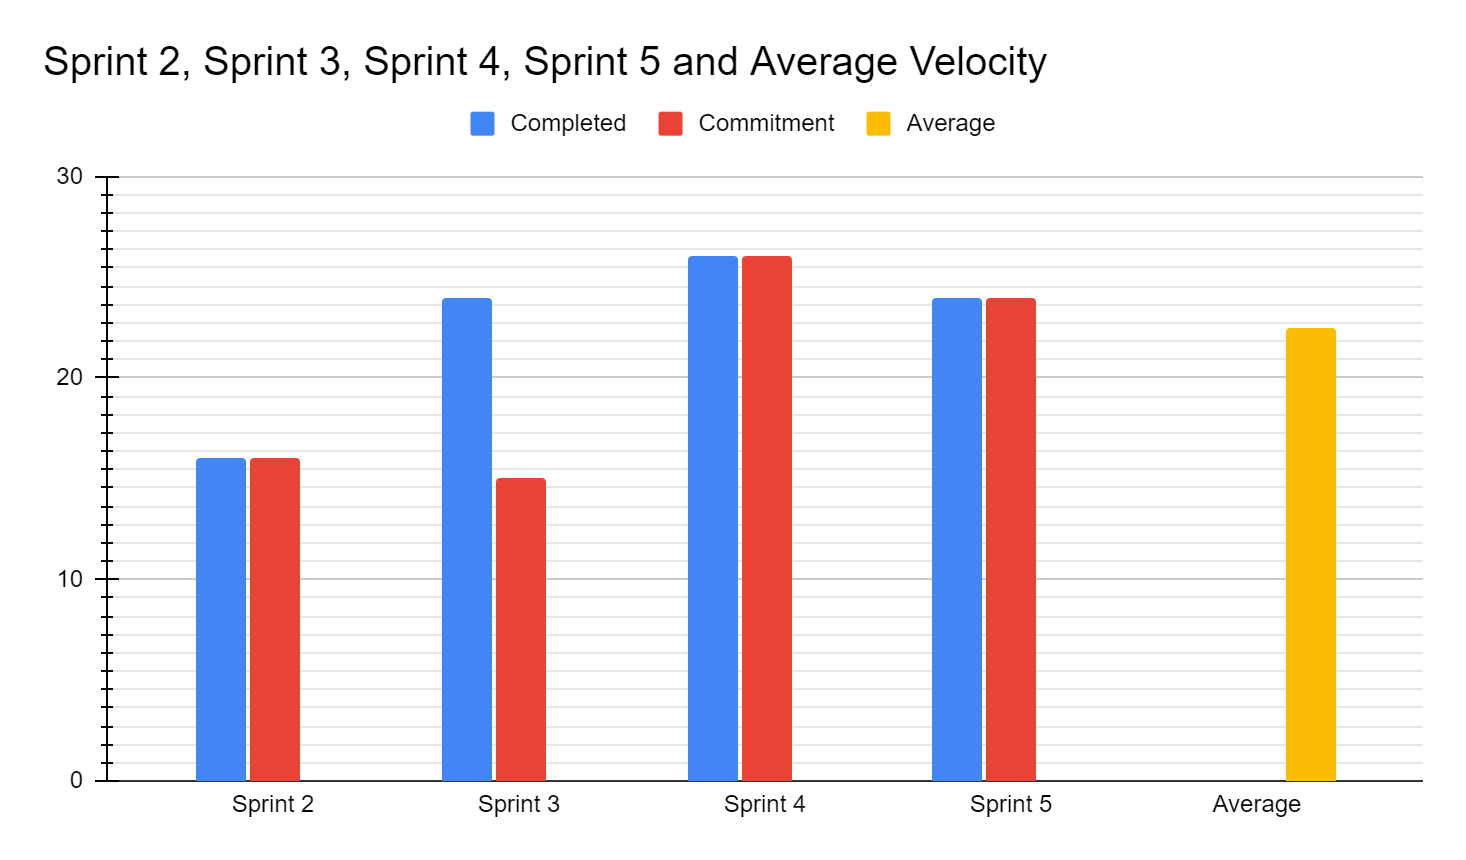 Sprint 2, Sprint 3, Sprint 4, Sprint 5 and Average Velocity
Completed Commitment Average
30
20
10
0
Sprint 2 Sprint 3 Sprint 4 Sprint 5 Average